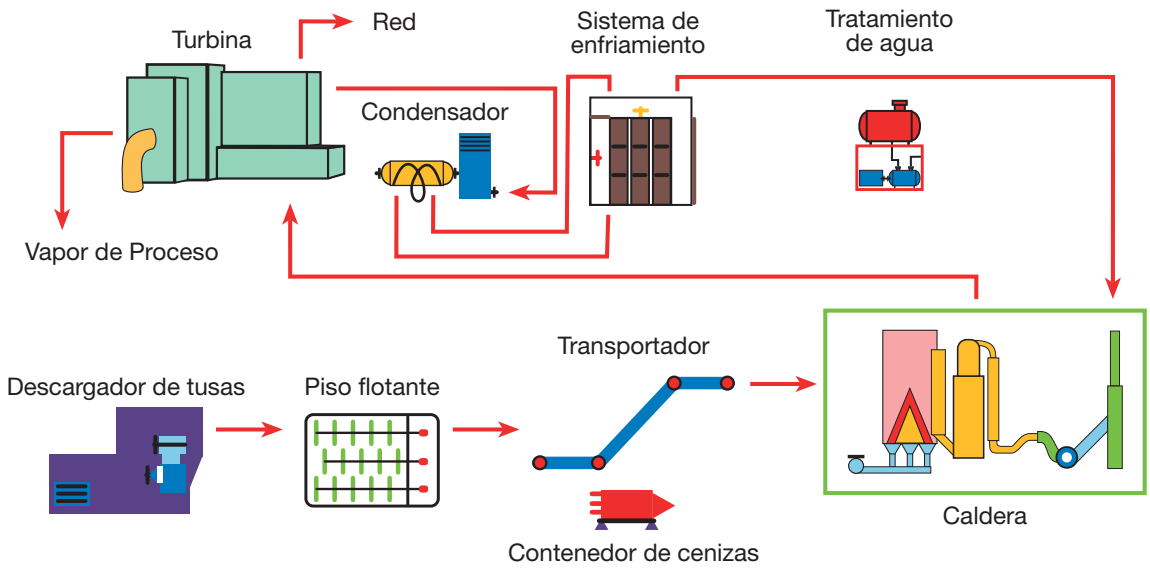 Turbina
Red
Sistema de
enfriamiento
Tratamiento
de agua
Condensador
Vapor de Proceso
Descargador de tusas
Piso flotante
Transportador
Contenedor de cenizas
Caldera